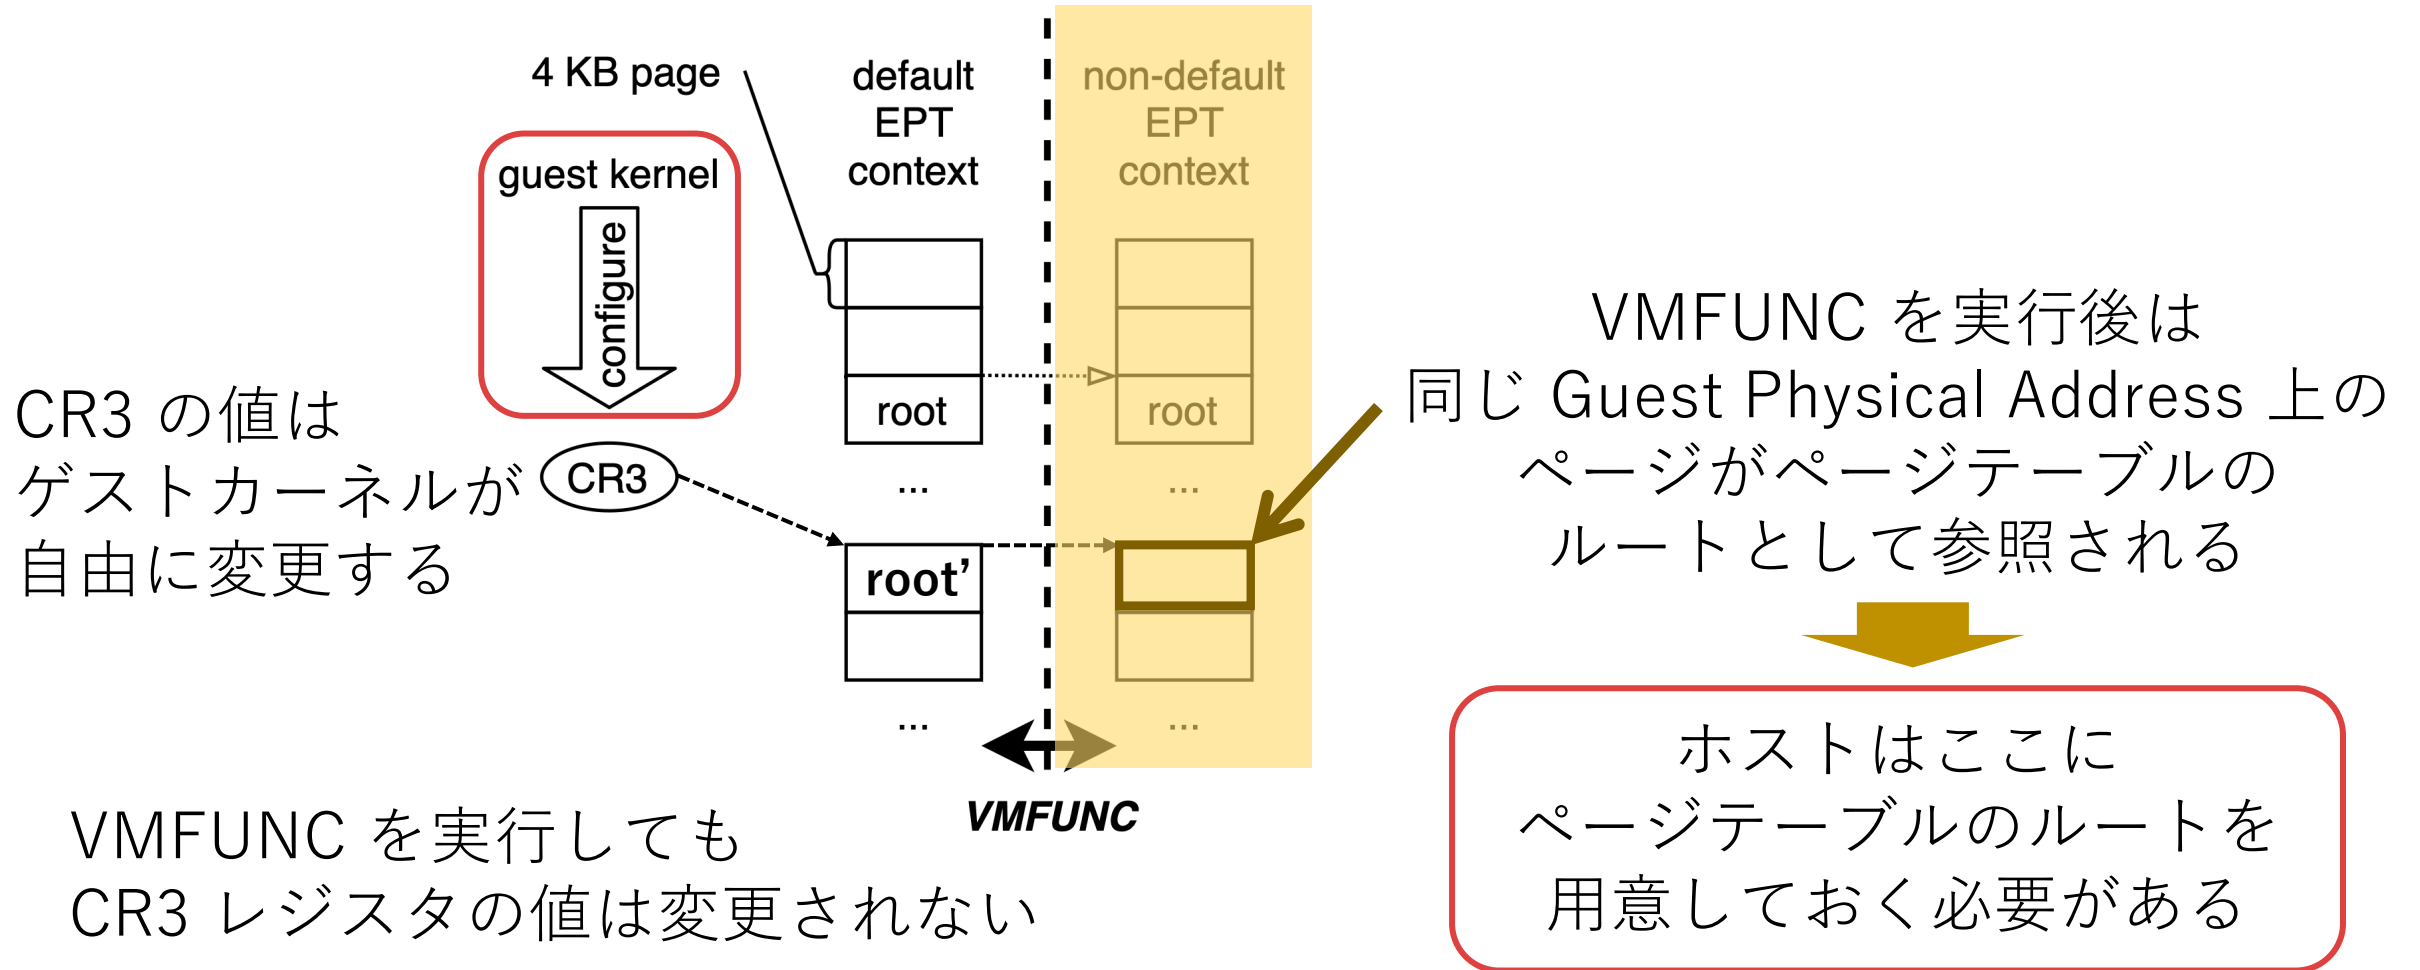 4 KB page
default
EPT
context
non-default
EPT
context
guest kernel
configure
root
root
CR3 の値は
ゲストカーネルが
自由に変更する
CR3
...
...
root’
...
...
VMFUNC
VMFUNC を実行しても
CR3 レジスタの値は変更されない
VMFUNC を実行後は
同じ Guest Physical Address 上の
ページがページテーブルの
ルートとして参照される
ホストはここに
ページテーブルのルートを
用意しておく必要がある